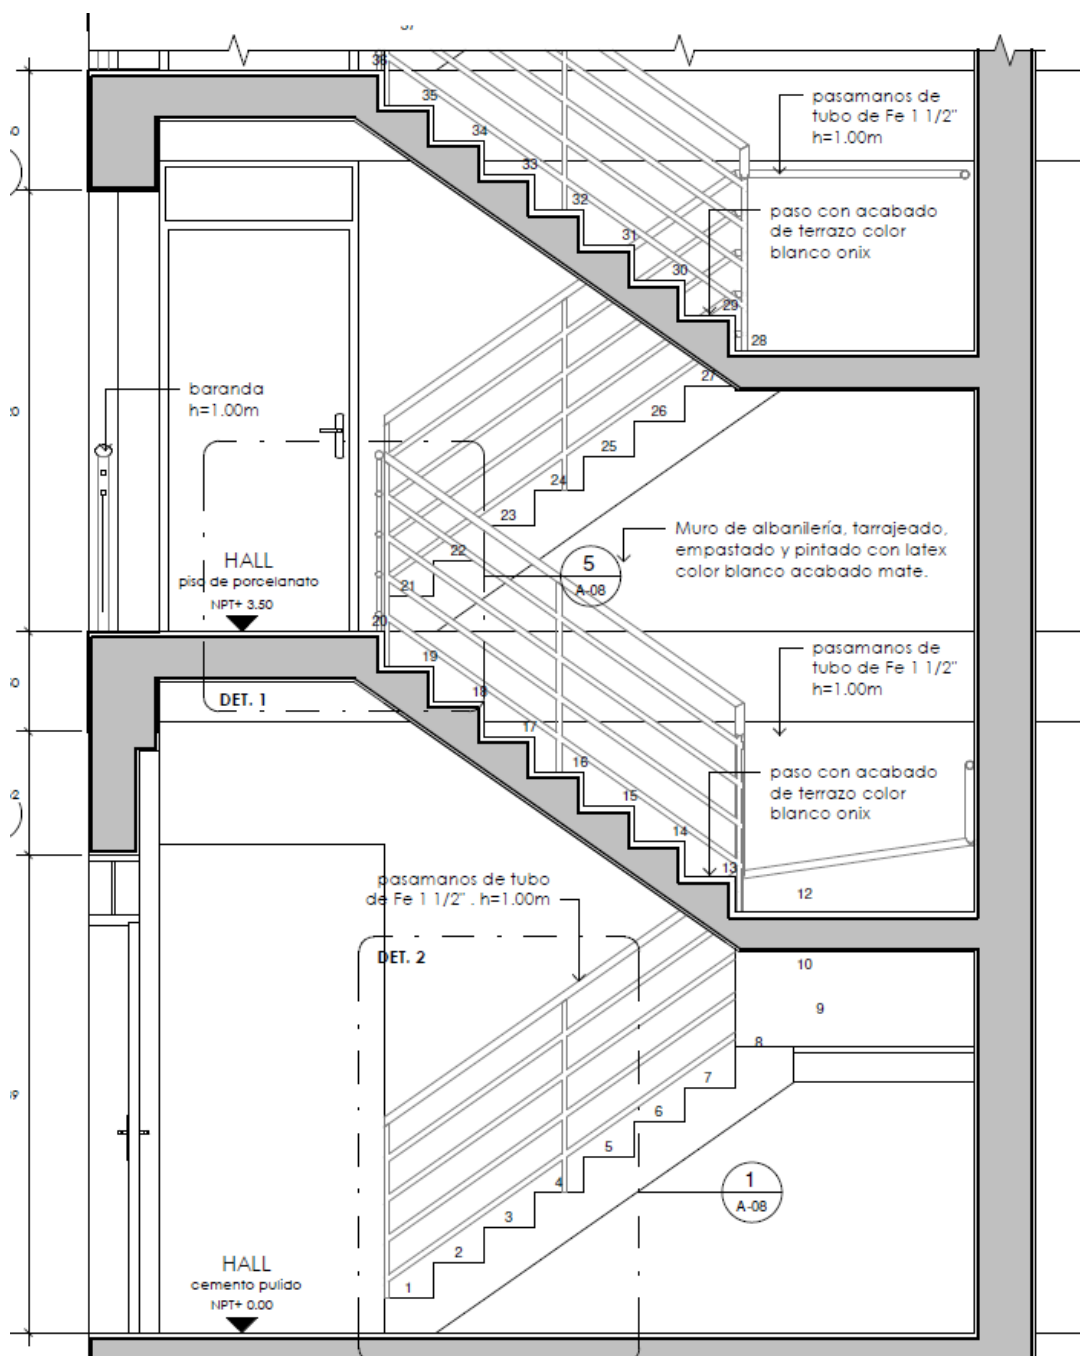 36
35
34
33
32
31
30
29
28
pasamanos de
tubo de Fe 1 1/2"
h=1.00m
paso con acabado
de terrazo color
blanco onix
baranda
h=1.00m
27
26
25
24
23
22
21
20
HALL
piso de porcelanato
NPT+ 3.50
5
A-08
Muro de albanilería, tarrajeado,
empastado y pintado con latex
color blanco acabado mate.
DET. 1
19
18
17
16
15
14
13
12
pasamanos de
tubo de Fe 1 1/2"
h=1.00m
paso con acabado
de terrazo color
blanco onix
pasamanos de tubo
de Fe 1 1/2" . h=1.00m
DET. 2
10
9
8
7
6
5
4
3
2
1
1
A-08
HALL
cemento pulido
NPT+ 0.00